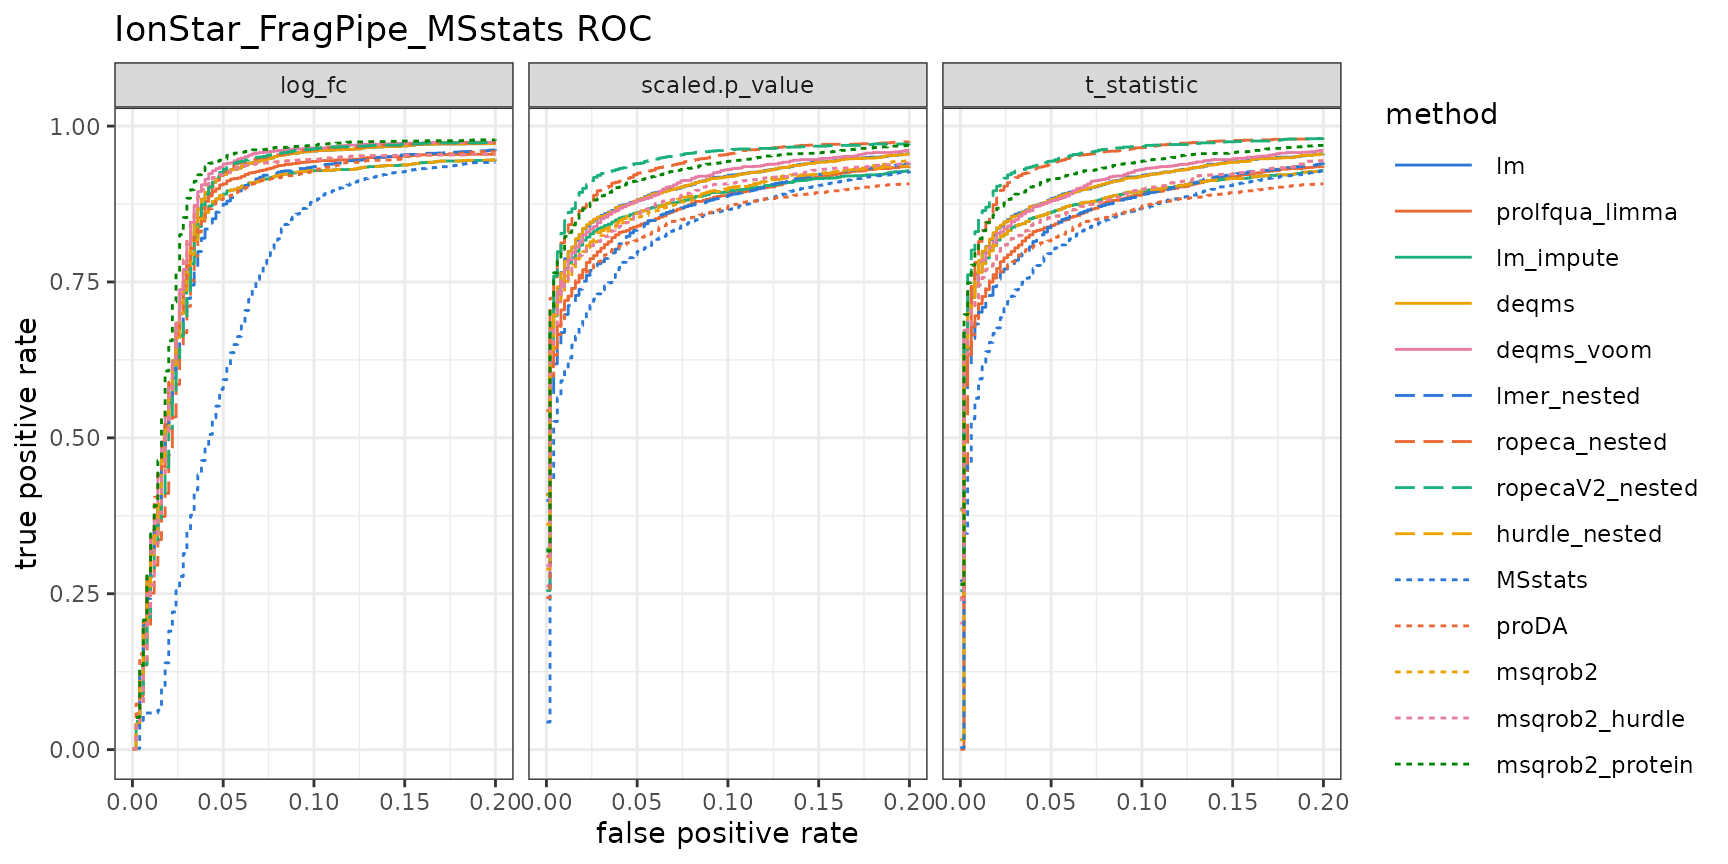 IonStar_FragPipe_MSstats ROC
log_fc
scaled.p_value
t_statistic
true positive rate
1.00
0.75
0.50
0.25
0.00
0.00 0.05 0.10 0.15 0.20
0.00 0.05 0.10 0.15 0.20
0.00 0.05 0.10 0.15 0.20
false positive rate
method
lm
prolfqua_limma
lm_impute
deqms
deqms_voom
lmer_nested
ropeca_nested
ropecaV2_nested
hurdle_nested
MSstats
proDA
msqrob2
msqrob2_hurdle
msqrob2_protein